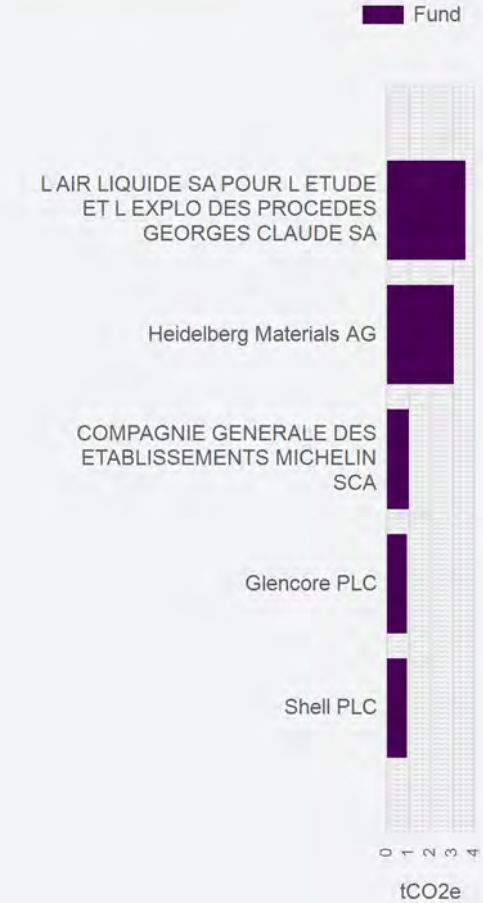 Fund
L AIR LIQUIDE SA POUR L ETUDE
ET L EXPLO DES PROCEDES
GEORGES CLAUDE SA
Heidelberg Materials AG
COMPAGNIE GENERALE DES
ETABLISSEMENTS MICHELIN
SCA
Glencore PLC
Shell PLC
0 1 2 3 4
tCO2e